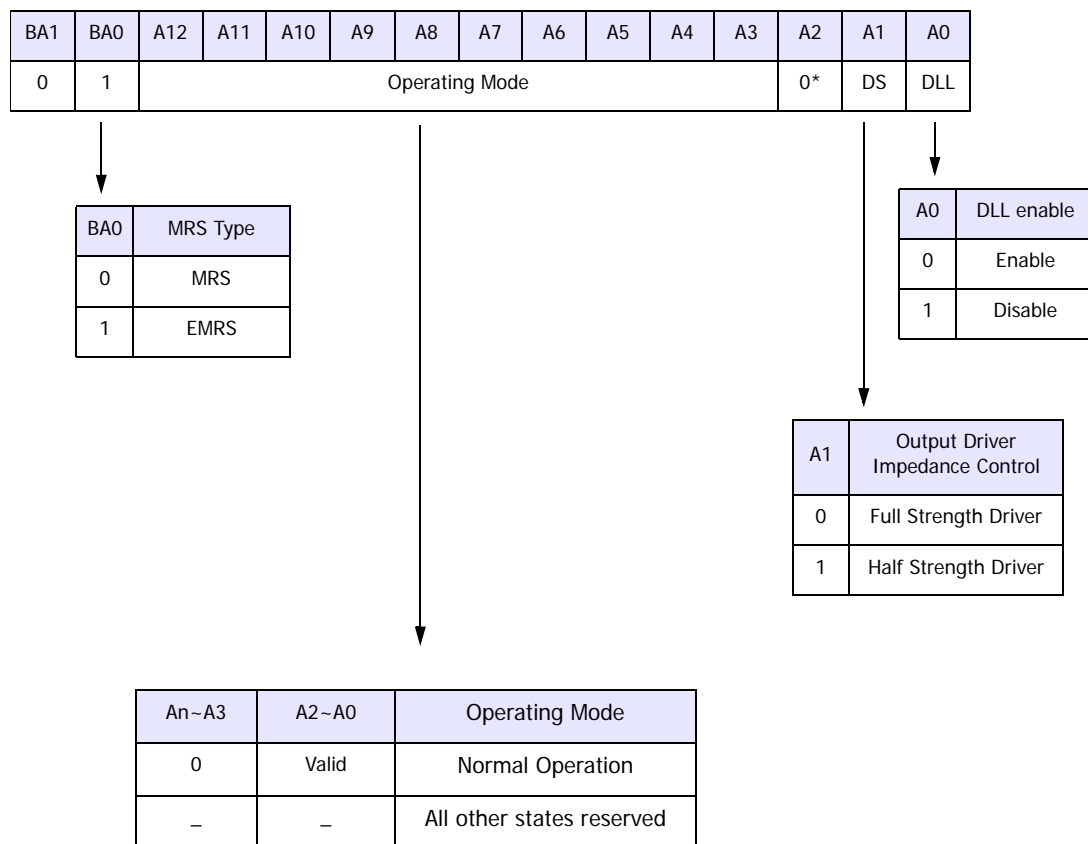 BA1 BA0 A12 A11 A10 A9 A8 A7 A6 A5 A4 A3 A2 A1 A0
0 1 Operating Mode 0* DS DLL
BA0 MRS Type
0 MRS
1 EMRS
A0 DLL enable
0 Enable
1 Disable
A1 Output Driver
Impedance Control
0 Full Strength Driver
1 Half Strength Driver
An~A3 A2~A0 Operating Mode
0 Valid Normal Operation
_ _ All other states reserved